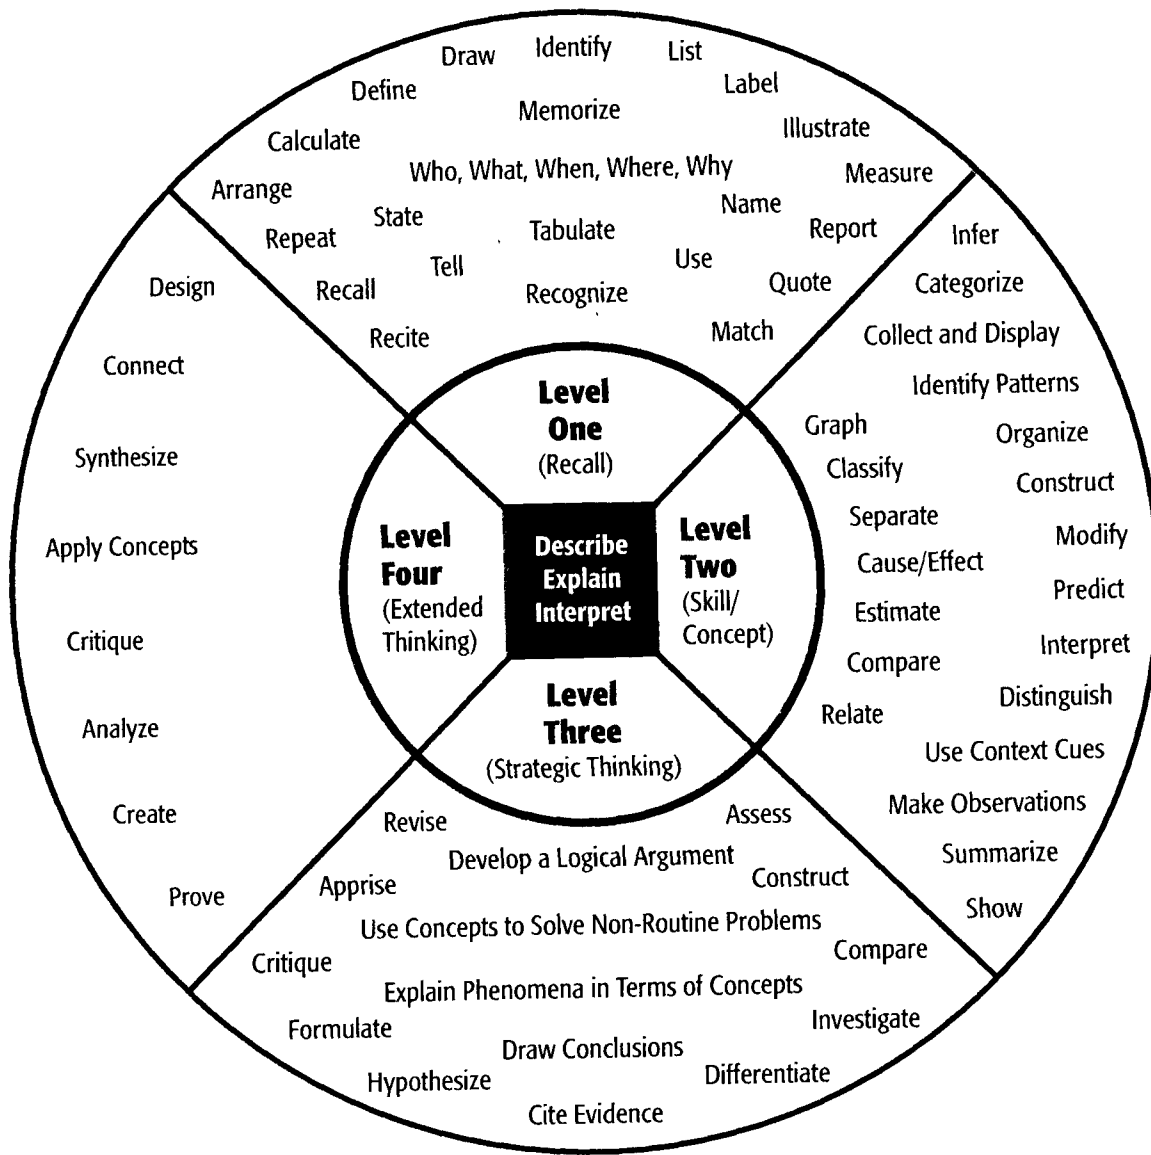 Draw
Identify
List
Define
Label
Memorize
Calculate
Illustrate
Who, What, When, Where, Why
Arrange
Measure
State
Name
Repeat
Tabulate
Report
Tell
Use
Recall
Recognize
Quote
Recite
Match
Level
One
(Recall)
Infer
Categorize
Collect and Display
Identify Patterns
Graph
Organize
Classify
Construct
Separate
Modify
Cause/Effect
Predict
Estimate
Interpret
Compare
Distinguish
Relate
Use Context Cues
Make Observations
Summarize
Show
Level
Two
(Skill/
Concept)
Describe
Explain
Interpret
Level
Three
(Strategic Thinking)
Revise
Assess
Develop a Logical Argument
Apprise
Construct
Use Concepts to Solve Non-Routine Problems
Critique
Compare
Explain Phenomena in Terms of Concepts
Formulate
Investigate
Draw Conclusions
Hypothesize
Differentiate
Cite Evidence
Level
Four
(Extended
Thinking)
Design
Connect
Synthesize
Apply Concepts
Critique
Analyze
Create
Prove